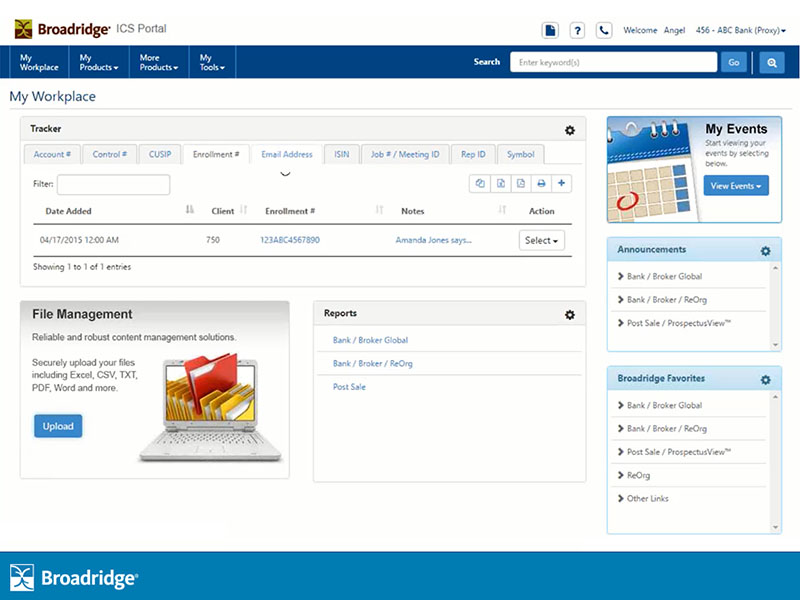 Broadridge® ICS Portal
? Welcome Angel 456 - ABC Bank (Proxy)
My Workplace
My Products
More Products
My Tools
Search Enter keyword(s) Go
My Workplace
Tracker
Account # Control # CUSIP Enrollment # Email Address ISIN Job # / Meeting ID Rep ID Symbol
Filter:
Date Added Client Enrollment # Notes Action
04/17/2015 12:00 AM 750 123ABC4567890 Amanda Jones says... Select
Showing 1 to 1 of 1 entries
File Management
Reliable and robust content management solutions.
Securely upload your files
including Excel, CSV, TXT,
PDF, Word and more.
Upload
Reports
Bank / Broker Global
Bank / Broker / ReOrg
Post Sale
My Events
Start viewing your
events by selecting
below.
View Events
Announcements
Bank / Broker Global
Bank / Broker / ReOrg
Post Sale / ProspectusView™
Broadridge Favorites
Bank / Broker Global
Bank / Broker / ReOrg
Post Sale / ProspectusView™
ReOrg
Other Links
Broadridge®